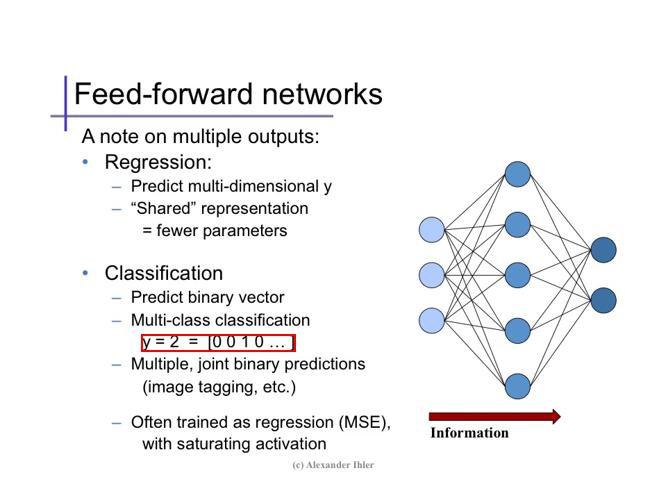 Feed-forward networks
A note on multiple outputs:
• Regression:
– Predict multi-dimensional y
– “Shared” representation
= fewer parameters
• Classification
– Predict binary vector
– Multi-class classification
y = 2 = [0 0 1 0 … ]
– Multiple, joint binary predictions
(image tagging, etc.)
– Often trained as regression (MSE),
with saturating activation
Information
(c) Alexander Ihler